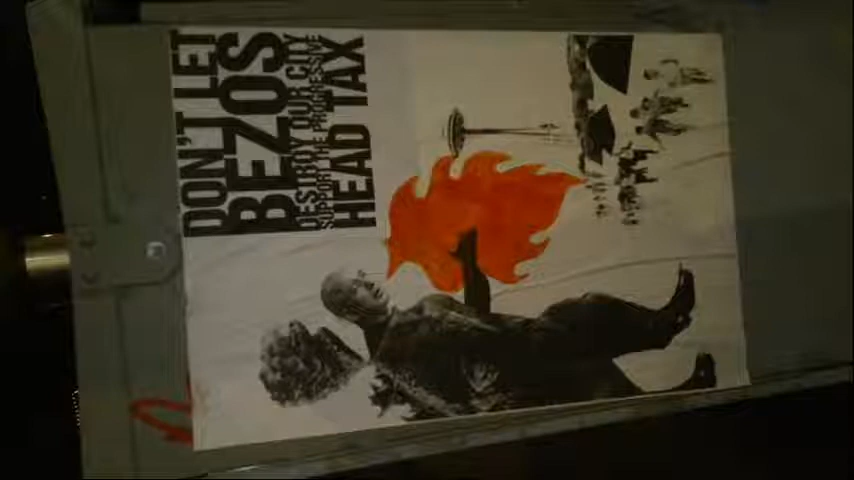 DON'T LET
BEZOS
DESTROY OUR CITY
SUPPORT THE PROGRESSIVE
HEAD TAX